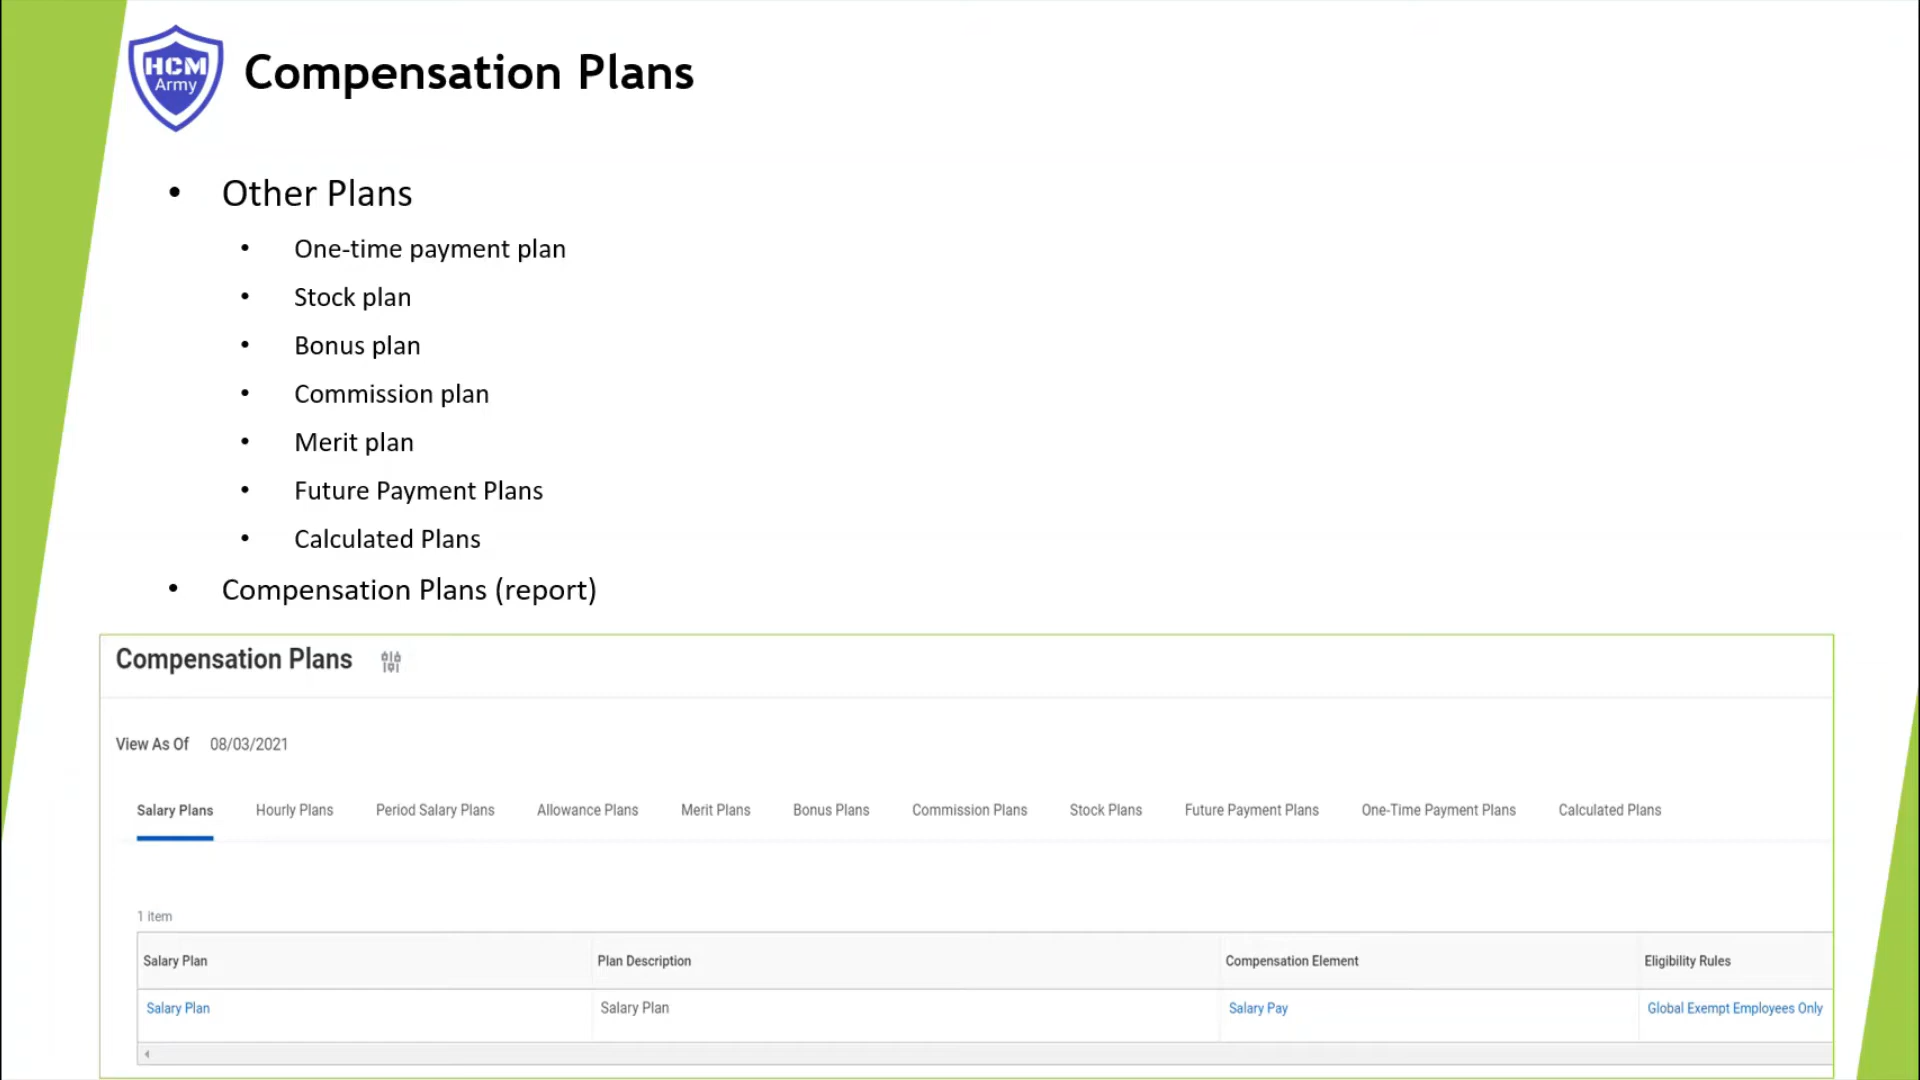 HCM
Army
Compensation Plans
• Other Plans
• One-time payment plan
• Stock plan
• Bonus plan
• Commission plan
• Merit plan
• Future Payment Plans
• Calculated Plans
• Compensation Plans (report)
Compensation Plans
View As Of 08/03/2021
Salary Plans Hourly Plans Period Salary Plans Allowance Plans Merit Plans Bonus Plans Commission Plans Stock Plans Future Payment Plans One-Time Payment Plans Calculated Plans
1 item
Salary Plan Plan Description Compensation Element Eligibility Rules
Salary Plan Salary Plan Salary Pay Global Exempt Employees Only